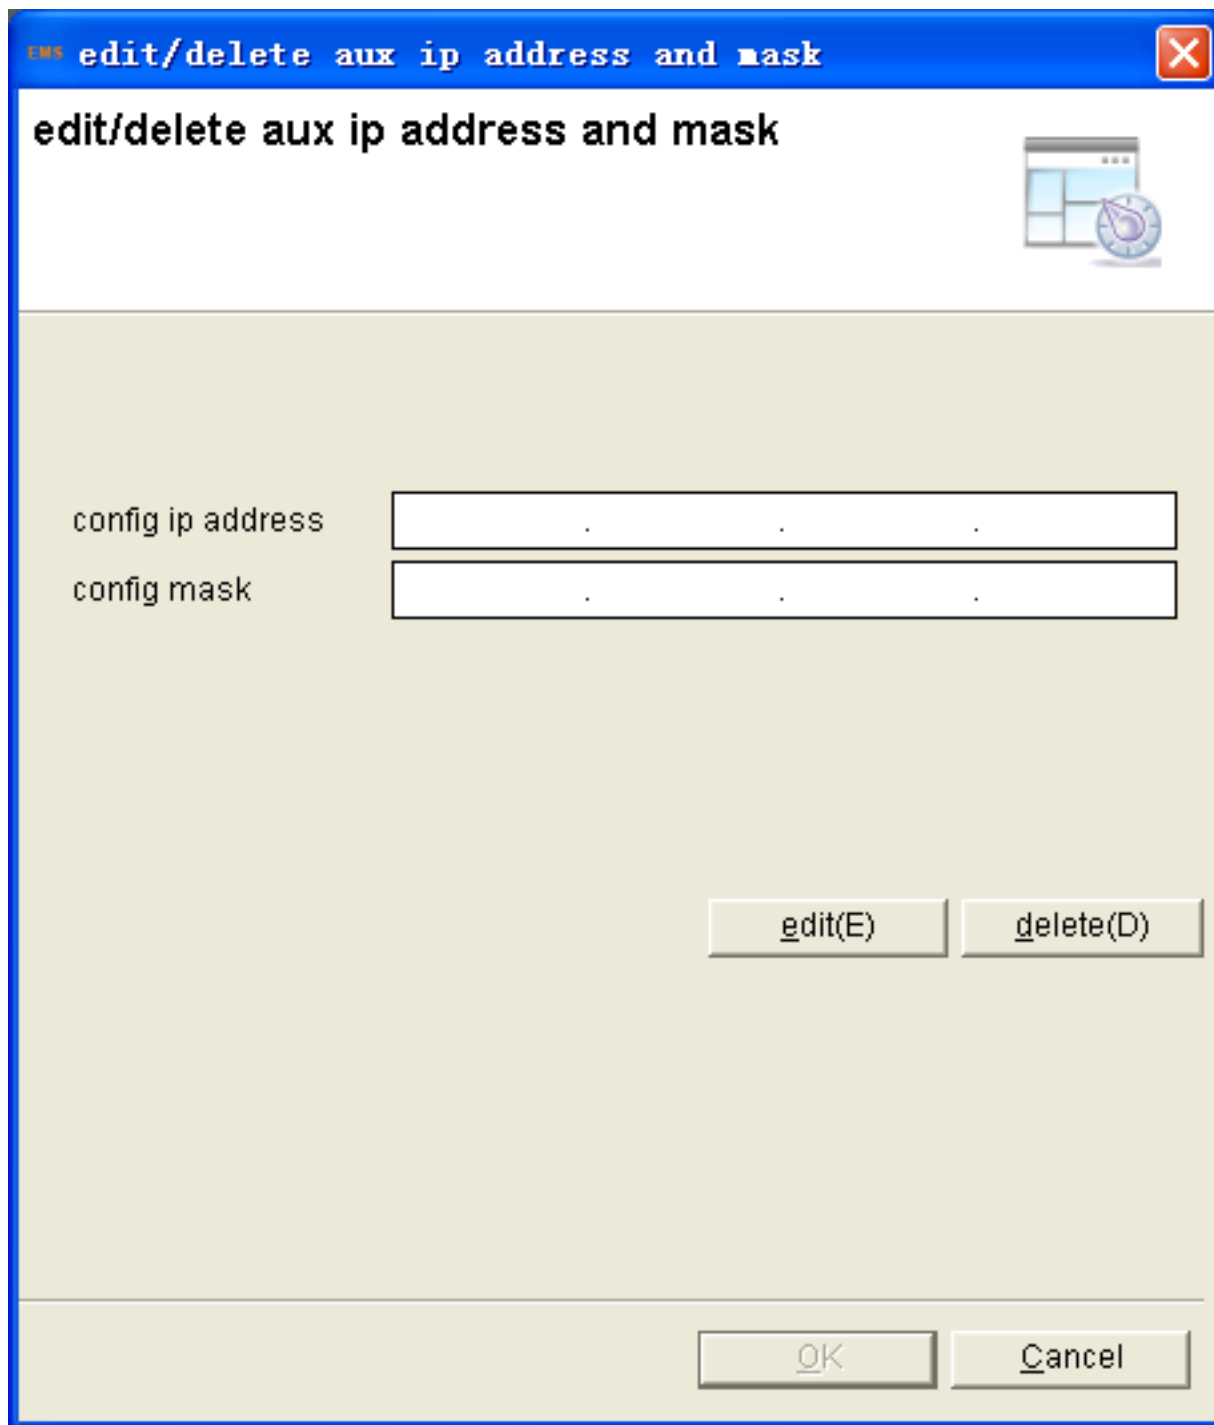 EMS edit/delete aux ip address and mask
edit/delete aux ip address and mask
config ip address . . .
config mask . . .
edit(E) delete(D)
OK Cancel